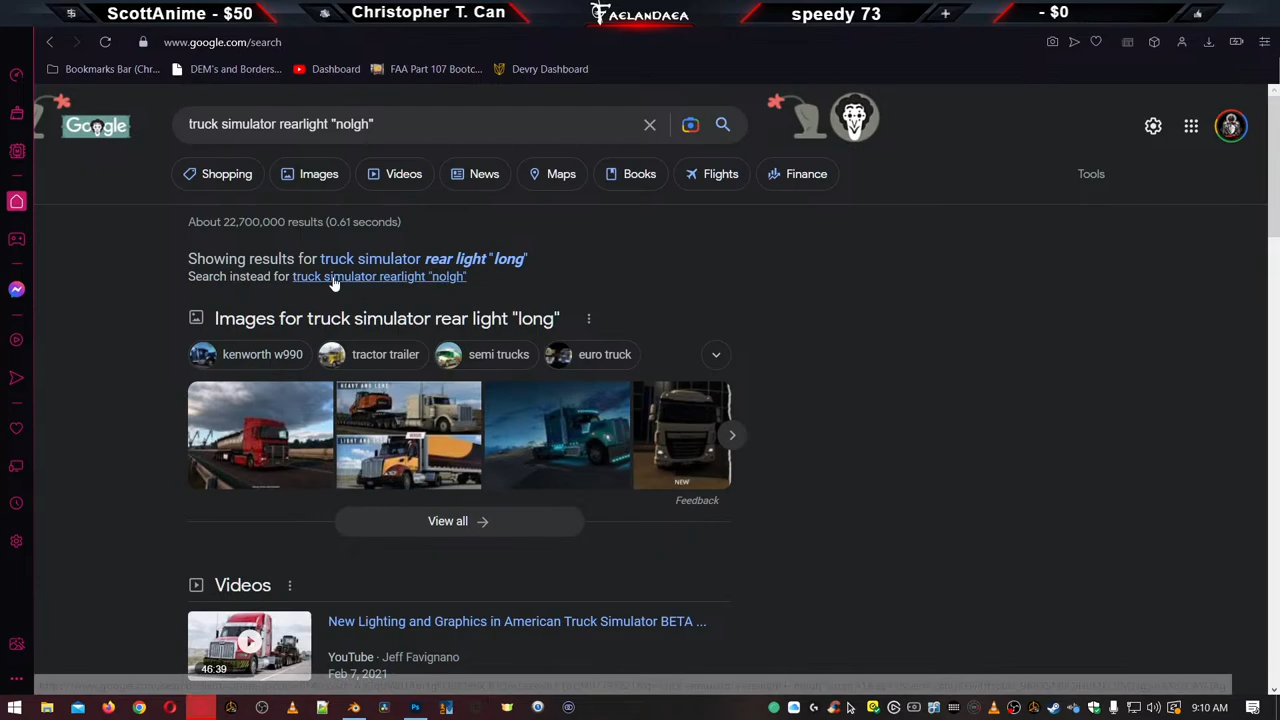 ScottAnime - $50
Christopher T. Can
FAELANDAEA
speedy 73
- $0
www.google.com/search
Bookmarks Bar (Chr...
DEM's and Borders...
Dashboard
FAA Part 107 Bootc...
Devry Dashboard
Google
truck simulator rearlight "nolgh"
Shopping
Images
Videos
News
Maps
Books
Flights
Finance
Tools
About 22,700,000 results (0.61 seconds)
Showing results for truck simulator rear light "long"
Search instead for truck simulator rearlight "nolgh"
Images for truck simulator rear light "long"
kenworth w990
tractor trailer
semi trucks
euro truck
HEAVY AND LONG
NEW
Feedback
View all
Videos
46:39
New Lighting and Graphics in American Truck Simulator BETA ...
YouTube · Jeff Favignano
Feb 7, 2021
9:10 AM